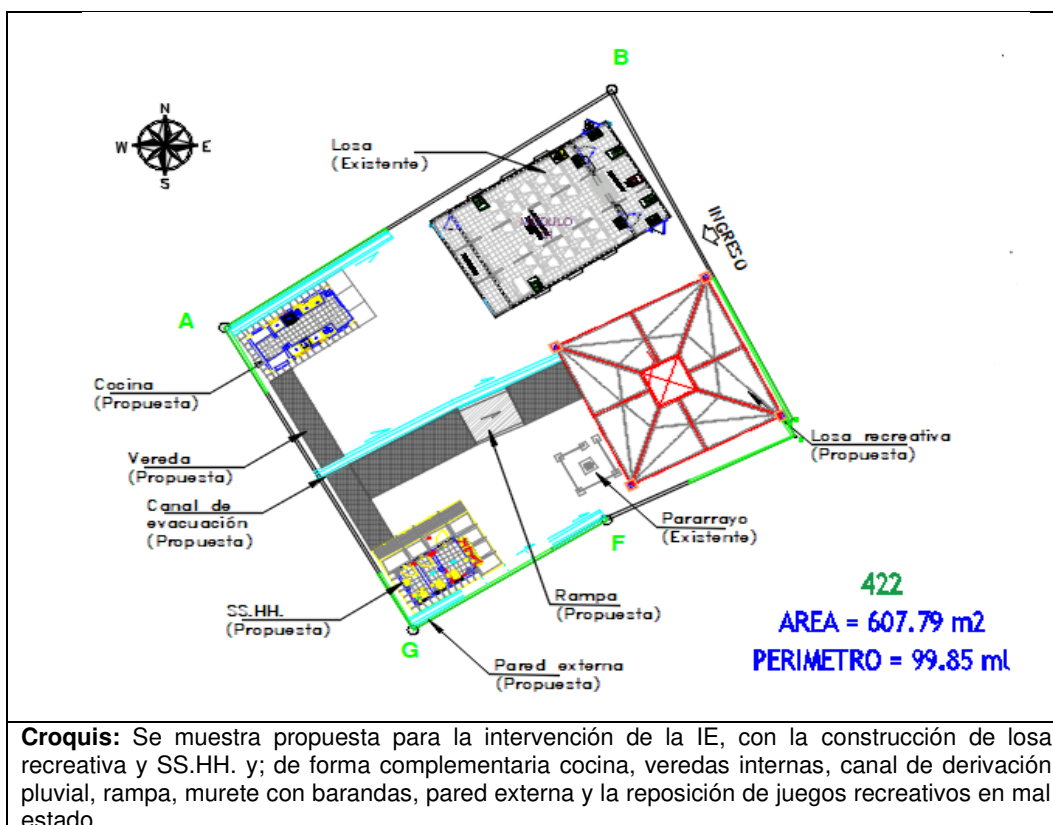 B
N
W E
S
Losa
(Existente)
MODULO
INGRESO
A
Cocina
(Propuesta)
Losa recreativa
(Propuesta)
Vereda
(Propuesta)
Canal de
evacuación
(Propuesta)
Pararrayo
(Existente)
F
422
SS.HH.
(Propuesta)
Rampa
(Propuesta)
AREA = 607.79 m2
G
PERIMETRO = 99.85 ml
Pared externa
(Propuesta)
Croquis: Se muestra propuesta para la intervención de la IE, con la construcción de losa
recreativa y SS.HH. y; de forma complementaria cocina, veredas internas, canal de derivación
pluvial, rampa, murete con barandas, pared externa y la reposición de juegos recreativos en mal
estado